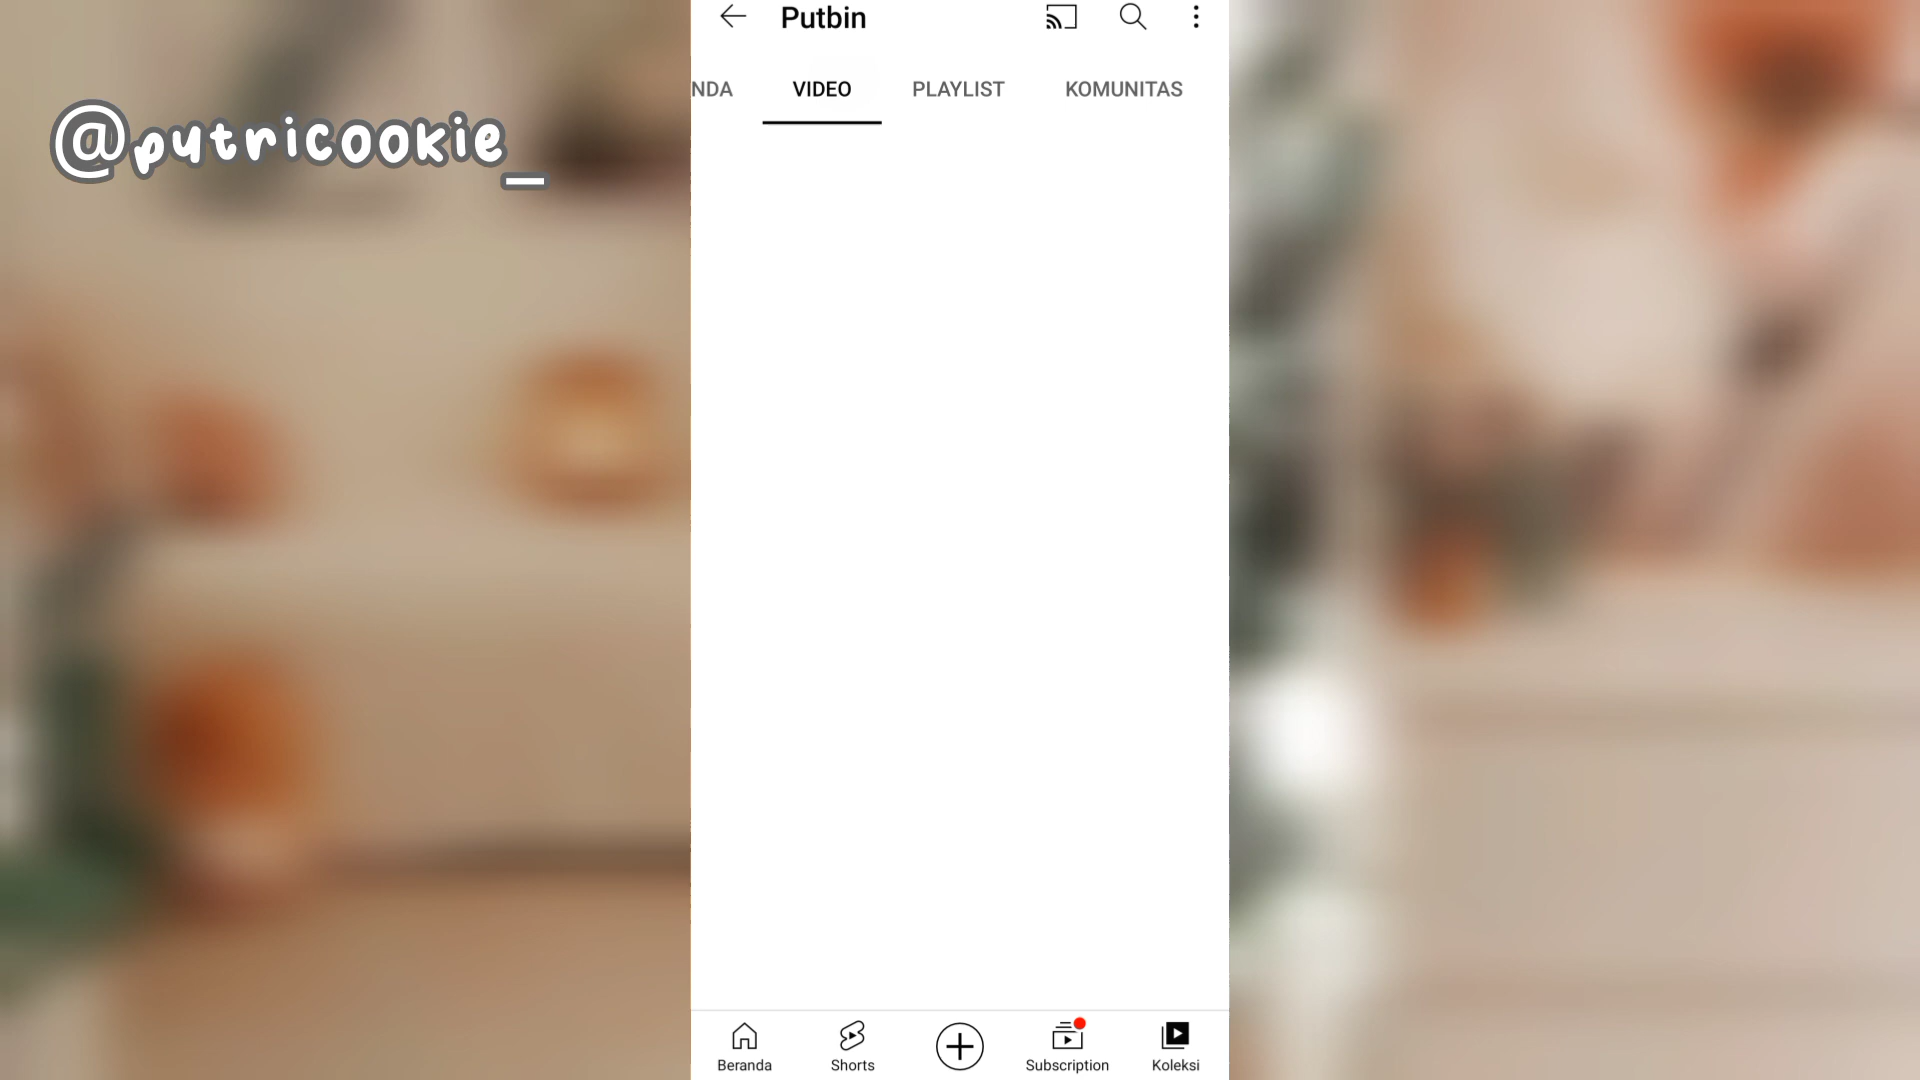 Putbin
NDA VIDEO PLAYLIST KOMUNITAS
@putricookie_
Beranda Shorts Subscription Koleksi